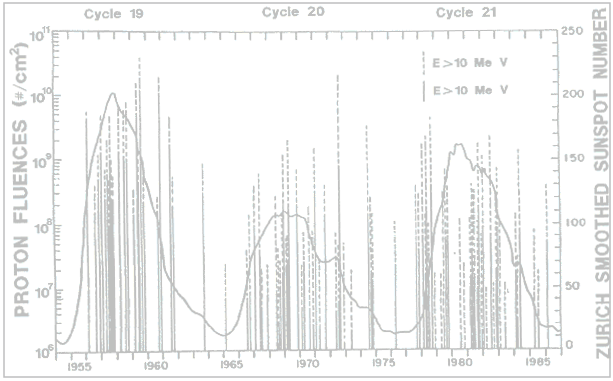 Cycle 19 Cycle 20 Cycle 21
10¹¹
10¹⁰
10⁹
10⁸
10⁷
10⁶
PROTON FLUENCES (#/cm²)
E>10 Me V
E>10 Me V
250
200
150
100
50
0
ZURICH SMOOTHED SUNSPOT NUMBER
1955 1960 1965 1970 1975 1980 1985